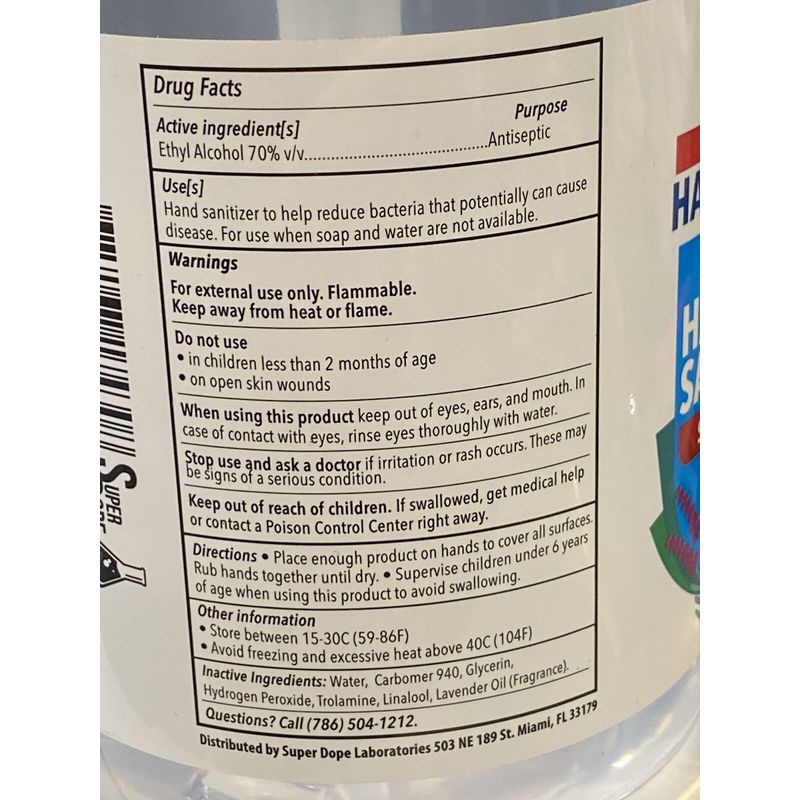 Drug Facts
Active ingredient[s]
Purpose
Ethyl Alcohol 70% v/v..........................................Antiseptic
Use[s]
Hand sanitizer to help reduce bacteria that potentially can cause
disease. For use when soap and water are not available.
Warnings
For external use only. Flammable.
Keep away from heat or flame.
Do not use
• in children less than 2 months of age
• on open skin wounds
When using this product keep out of eyes, ears, and mouth. In
case of contact with eyes, rinse eyes thoroughly with water.
Stop use and ask a doctor if irritation or rash occurs. These may
be signs of a serious condition.
Keep out of reach of children. If swallowed, get medical help
or contact a Poison Control Center right away.
Directions • Place enough product on hands to cover all surfaces.
Rub hands together until dry. • Supervise children under 6 years
of age when using this product to avoid swallowing.
Other information
• Store between 15-30C (59-86F)
• Avoid freezing and excessive heat above 40C (104F)
Inactive Ingredients: Water, Carbomer 940, Glycerin,
Hydrogen Peroxide, Trolamine, Linalool, Lavender Oil (Fragrance).
Questions? Call (786) 504-1212.
Distributed by Super Dope Laboratories 503 NE 189 St. Miami, FL 33179
SUPER
HA
H
SA